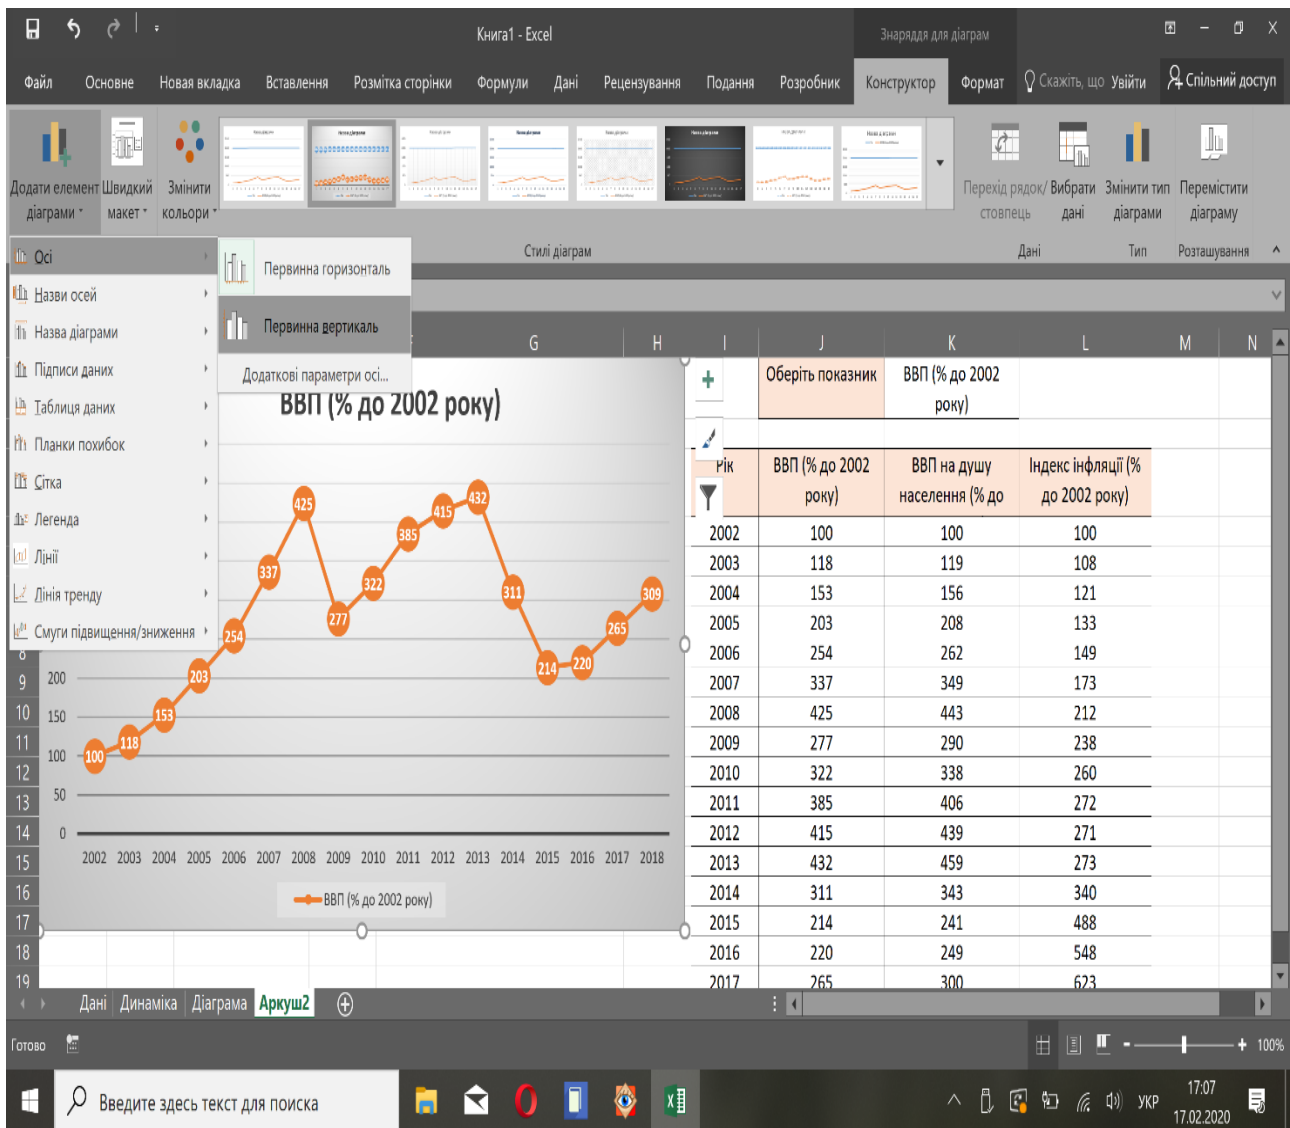 Книга1 - Excel
Знаряддя для діаграм
Файл Основне Новая вкладка Вставлення Розмітка сторінки Формули Дані Рецензування Подання Розробник Конструктор Формат Скажіть, що Увійти Спільний доступ
Додати елемент діаграми
Швидкий макет
Змінити кольори
Перехід рядок/стовпець
Вибрати дані
Змінити тип діаграми
Перемістити діаграму
Стилі діаграм
Дані
Тип
Розташування
Осі
Назви осей
Назва діаграми
Підписи даних
Таблиця даних
Планки похибок
Сітка
Легенда
Лінії
Лінія тренду
Смуги підвищення/зниження
Первинна горизонталь
Первинна вертикаль
Додаткові параметри осі...
G H I J K L M N
ВВП (% до 2002 року)
425
432
415
385
337
322
277
311
309
254
265
203
214
220
153
118
100
200
150
100
50
0
2002 2003 2004 2005 2006 2007 2008 2009 2010 2011 2012 2013 2014 2015 2016 2017 2018
ВВП (% до 2002 року)
8
9
10
11
12
13
14
15
16
17
18
19
Оберіть показник ВВП (% до 2002
року)
Рік ВВП (% до 2002 ВВП на душу Індекс інфляції (%
року) населення (% до до 2002 року)
2002 100 100 100
2003 118 119 108
2004 153 156 121
2005 203 208 133
2006 254 262 149
2007 337 349 173
2008 425 443 212
2009 277 290 238
2010 322 338 260
2011 385 406 272
2012 415 439 271
2013 432 459 273
2014 311 343 340
2015 214 241 488
2016 220 249 548
2017 265 300 623
Дані Динаміка Діаграма Аркуш2
Готово
100%
Введите здесь текст для поиска
УКР
17:07
17.02.2020